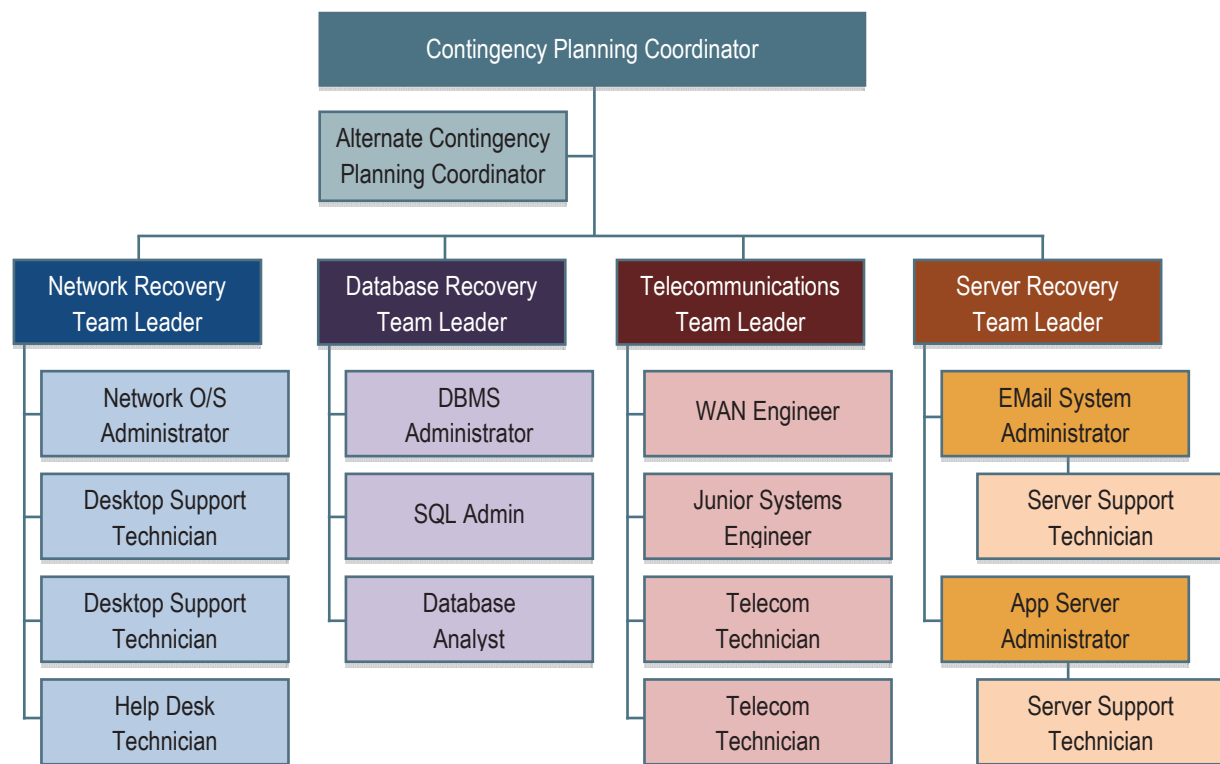 Contingency Planning Coordinator
Alternate Contingency
Planning Coordinator
Network Recovery
Team Leader
Database Recovery
Team Leader
Telecommunications
Team Leader
Server Recovery
Team Leader
Network O/S
Administrator
DBMS
Administrator
WAN Engineer
EMail System
Administrator
Desktop Support
Technician
SQL Admin
Junior Systems
Engineer
Server Support
Technician
Desktop Support
Technician
Database
Analyst
Telecom
Technician
App Server
Administrator
Help Desk
Technician
Telecom
Technician
Server Support
Technician